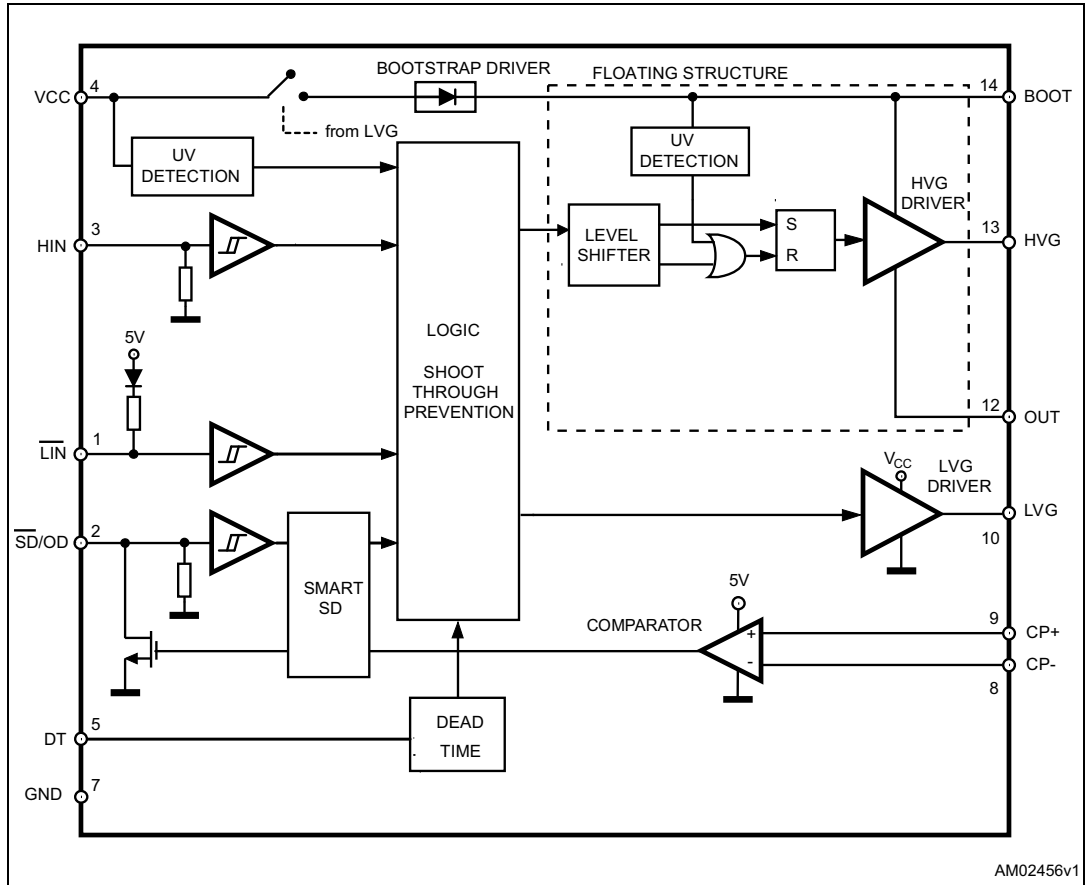 BOOTSTRAP DRIVER
FLOATING STRUCTURE
VCC
4
14
BOOT
from LVG
UV
DETECTION
UV
DETECTION
HVG
DRIVER
HIN
3
LEVEL
SHIFTER
S
R
13
HVG
5V
LOGIC
SHOOT
THROUGH
PREVENTION
12
OUT
LIN
1
VCC
LVG
DRIVER
LVG
10
SD/OD
2
SMART
SD
5V
COMPARATOR
+
-
9
CP+
CP-
8
DT
5
DEAD
TIME
GND
7
AM02456v1